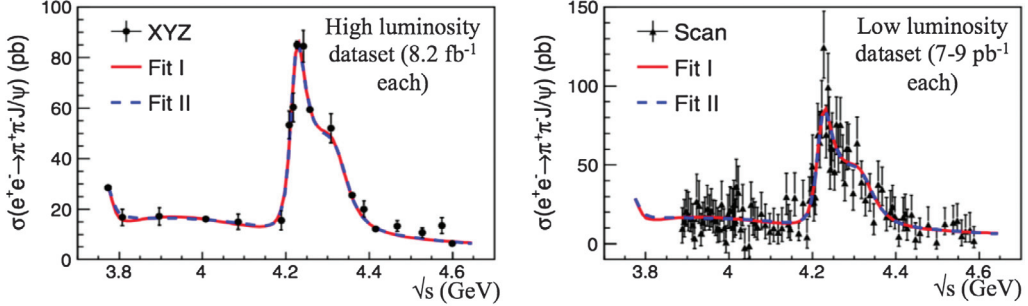 σ(e⁺e⁻→π⁺π⁻J/ψ) (pb)
100
80
60
40
20
0
XYZ
Fit I
Fit II
High luminosity
dataset (8.2 fb⁻¹
each)
3.8
4
4.2
4.4
4.6
√s (GeV)
σ(e⁺e⁻→π⁺π⁻J/ψ) (pb)
150
100
50
0
Scan
Fit I
Fit II
Low luminosity
dataset (7-9 pb⁻¹
each)
3.8
4
4.2
4.4
4.6
√s (GeV)